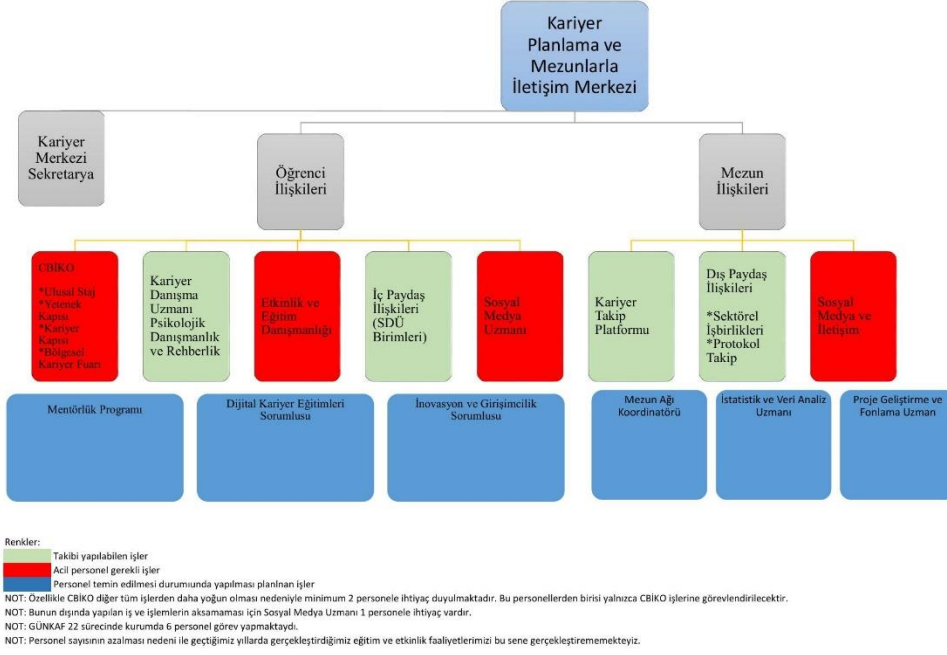 Kariyer
Planlama ve
Mezunlarla
İletişim Merkezi
Kariyer
Merkezi
Sekretarya
Öğrenci
İlişkileri
Mezun
İlişkileri
CBİKO
*Ulusal Staj
*Yetenek
Kapısı
*Kariyer
Kapısı
*Bölgesel
Kariyer Fuarı
Kariyer
Danışma
Uzmanı
Psikolojik
Danışmanlık
ve Rehberlik
Etkinlik ve
Eğitim
Danışmanlığı
İç Paydaş
İlişkileri
(SDÜ
Birimleri)
Sosyal
Medya
Uzmanı
Kariyer
Takip
Platformu
Dış Paydaş
İlişkileri
*Sektörel
İşbirlikleri
*Protokol
Takip
Sosyal
Medya ve
İletişim
Mentörlük Programı
Dijital Kariyer Eğitimleri
Sorumlusu
İnovasyon ve Girişimcilik
Sorumlusu
Mezun Ağı
Koordinatörü
İstatistik ve Veri Analiz
Uzmanı
Proje Geliştirme ve
Fonlama Uzman
Renkler:
Takibi yapılabilen işler
Acil personel gerekli işler
Personel temin edilmesi durumıunda yapılması planlnan işler
NOT: Özellikle CBİKO diğer tüm işlerden daha yoğun olması nedeniyle minimum 2 personele ihtiyaç duyulmaktadır. Bu personellerden birisi yalnızca CBİKO işlerine görevlendirilecektir.
NOT: Bunun dışında yapılan iş ve işlemlerin aksamaması için Sosyal Medya Uzmanı 1 personele ihtiyaç vardır.
NOT: GÜNKAF 22 sürecinde kurumda 6 personel görev yapmaktaydı.
NOT: Personel sayısının azalması nedeni ile geçtiğimiz yıllarda gerçekleştirdiğimiz eğitim ve etkinlik faaliyetlerimizi bu sene gerçekleştirememekteyiz.